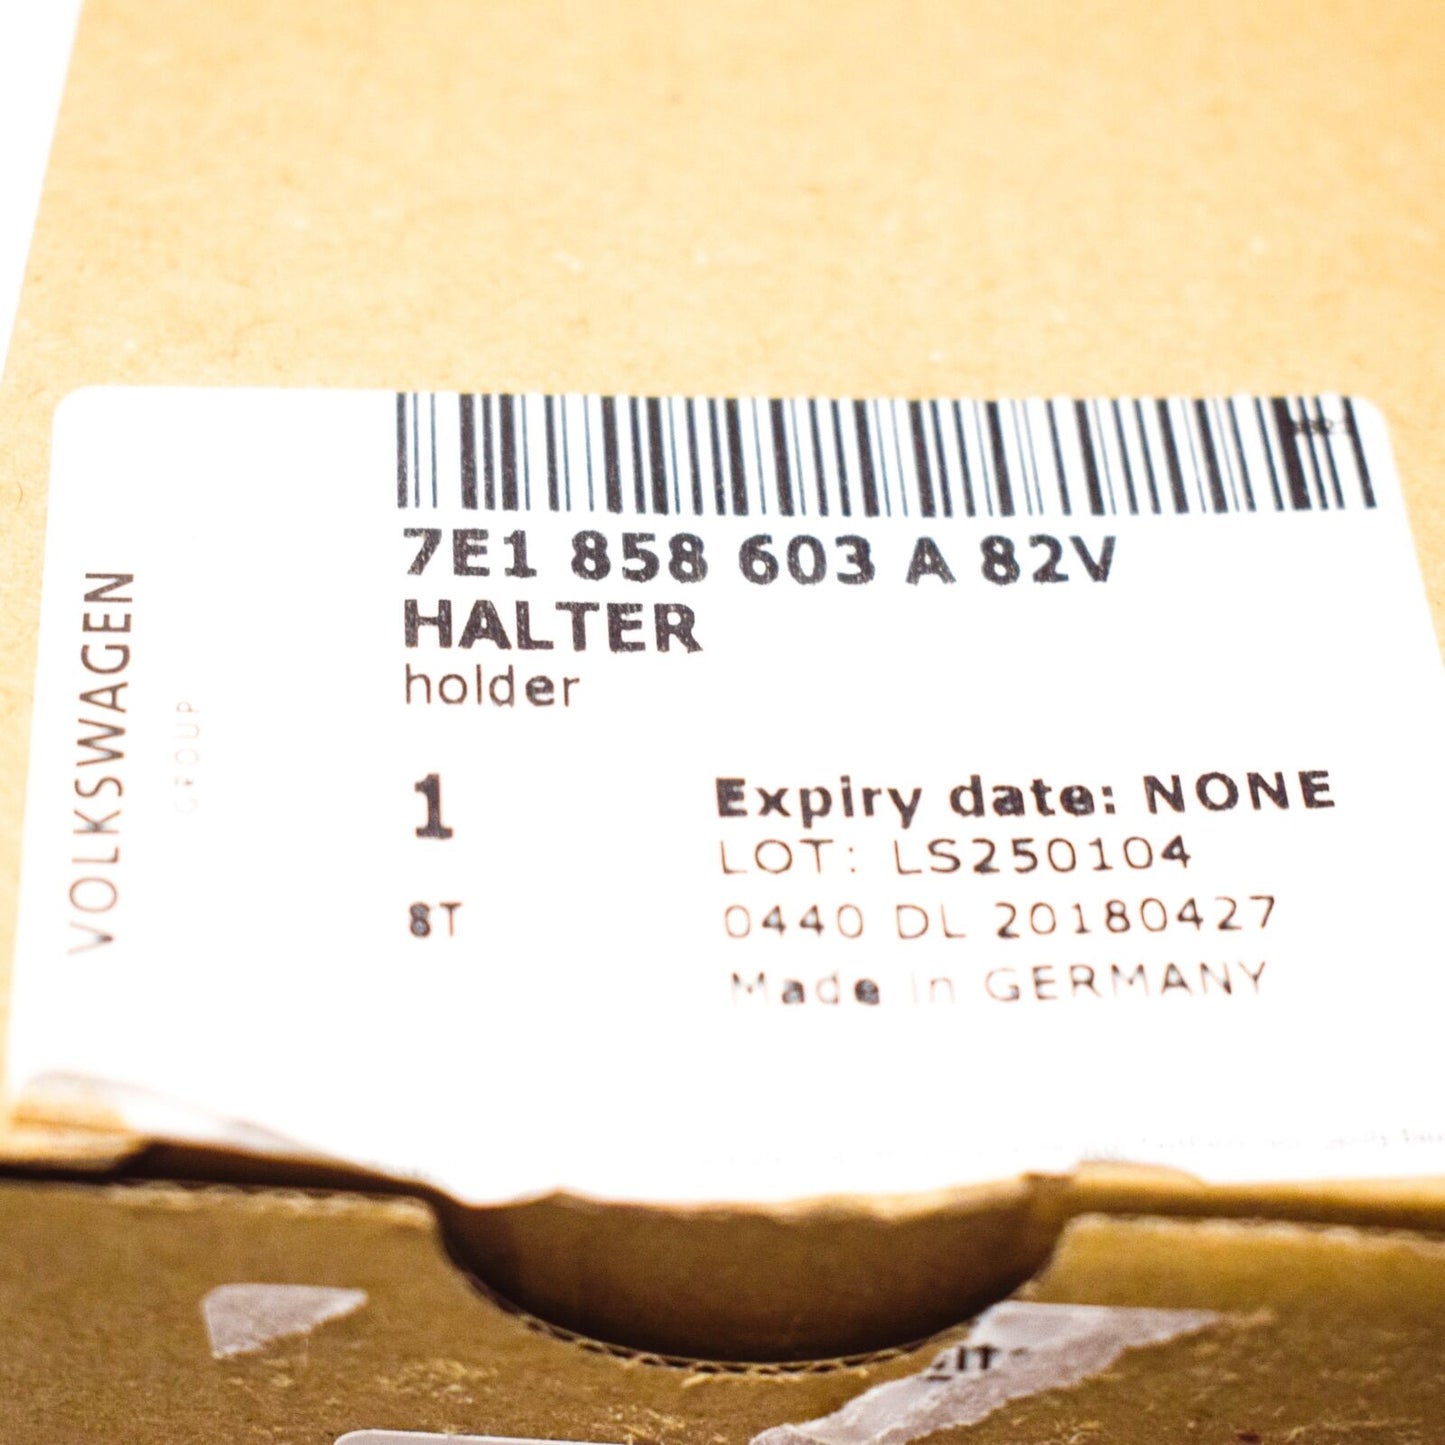 7E1 858 603 A 82V
HALTER
holder
1
Expiry date: NONE
LOT: LS250104
8T
0440 DL 20180427
Made in GERMANY
VOLKSWAGEN
GROUP